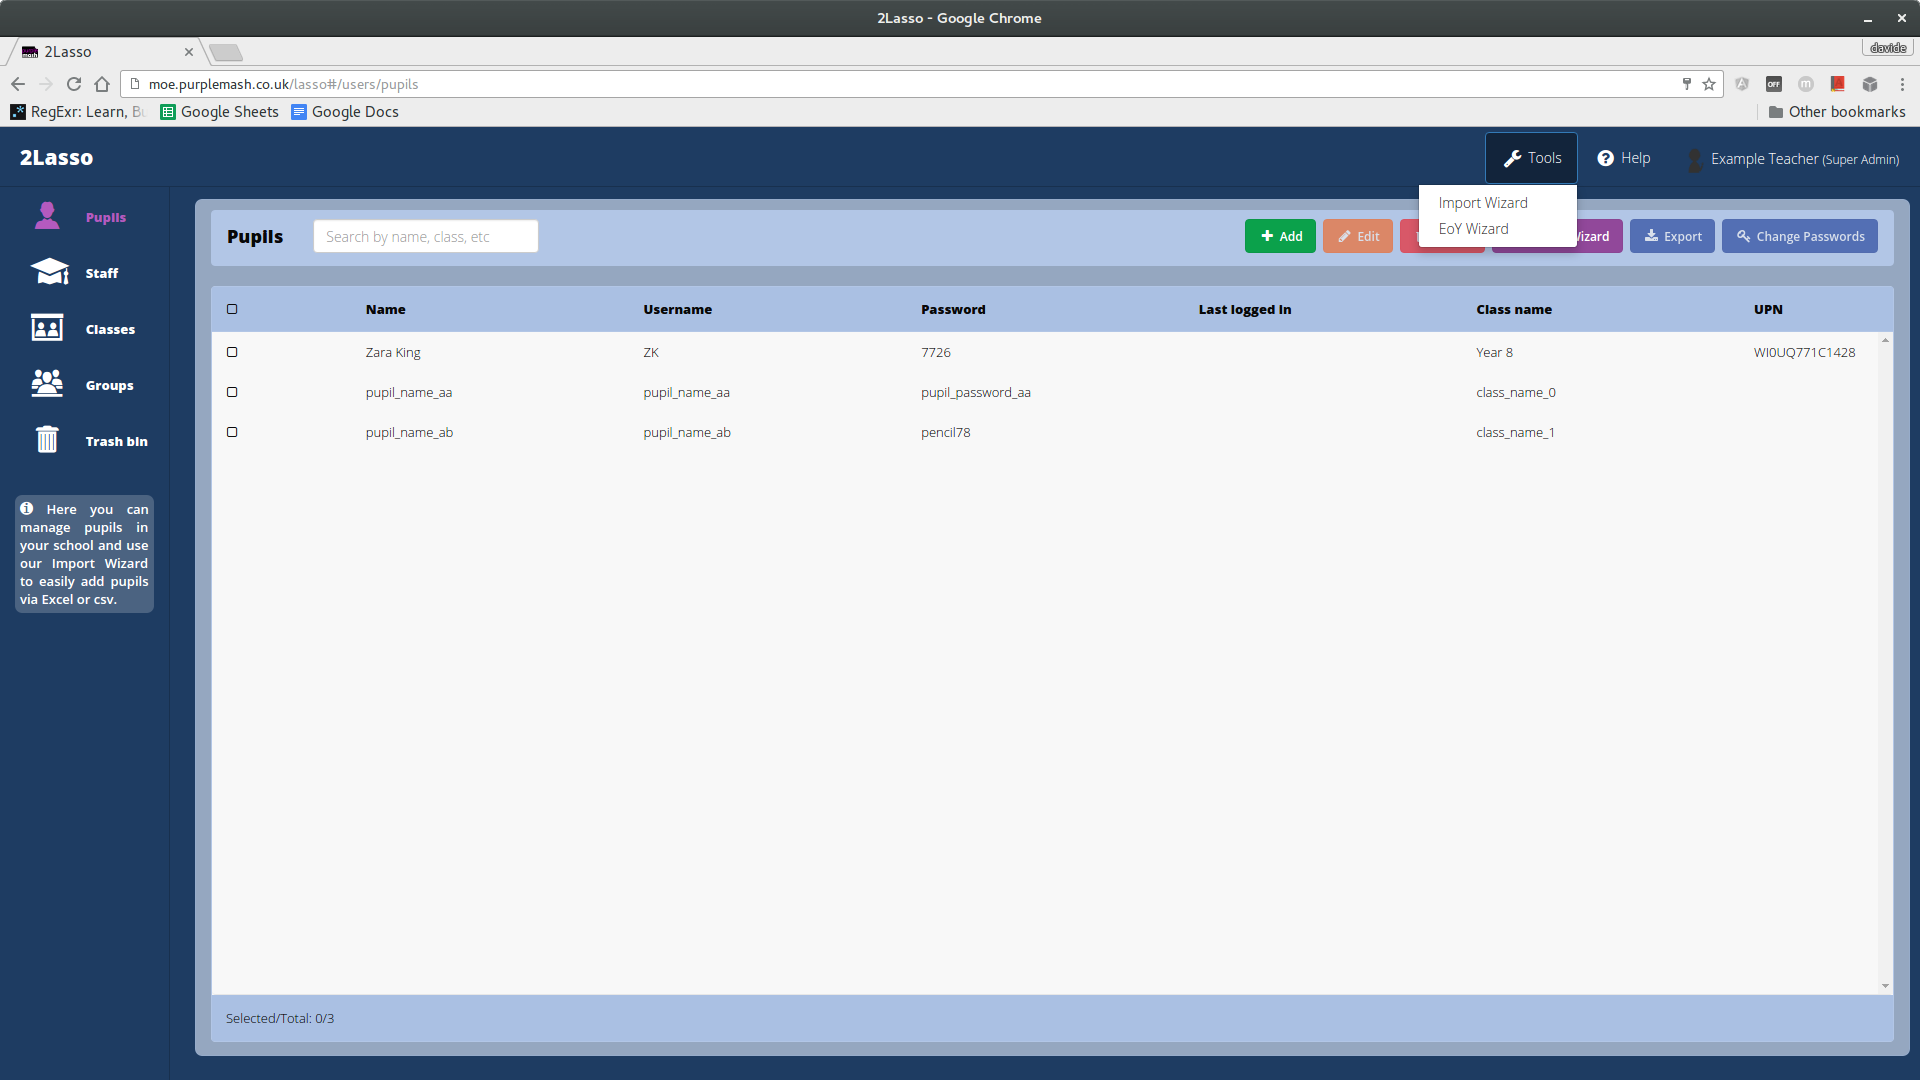 2Lasso - Google Chrome
2Lasso
davide
moe.purplemash.co.uk/lasso#/users/pupils
OFF
RegExr: Learn, Bu
Google Sheets
Google Docs
Other bookmarks
2Lasso
Tools
Help
Example Teacher (Super Admin)
Import Wizard
EoY Wizard
Pupils
Staff
Classes
Groups
Trash bin
Here you can
manage pupils in
your school and use
our Import Wizard
to easily add pupils
via Excel or csv.
Pupils
Search by name, class, etc
Add
Edit
Wizard
Export
Change Passwords
Name Username Password Last logged in Class name UPN
Zara King ZK 7726 Year 8 WI0UQ771C1428
pupil_name_aa pupil_name_aa pupil_password_aa class_name_0
pupil_name_ab pupil_name_ab pencil78 class_name_1
Selected/Total: 0/3